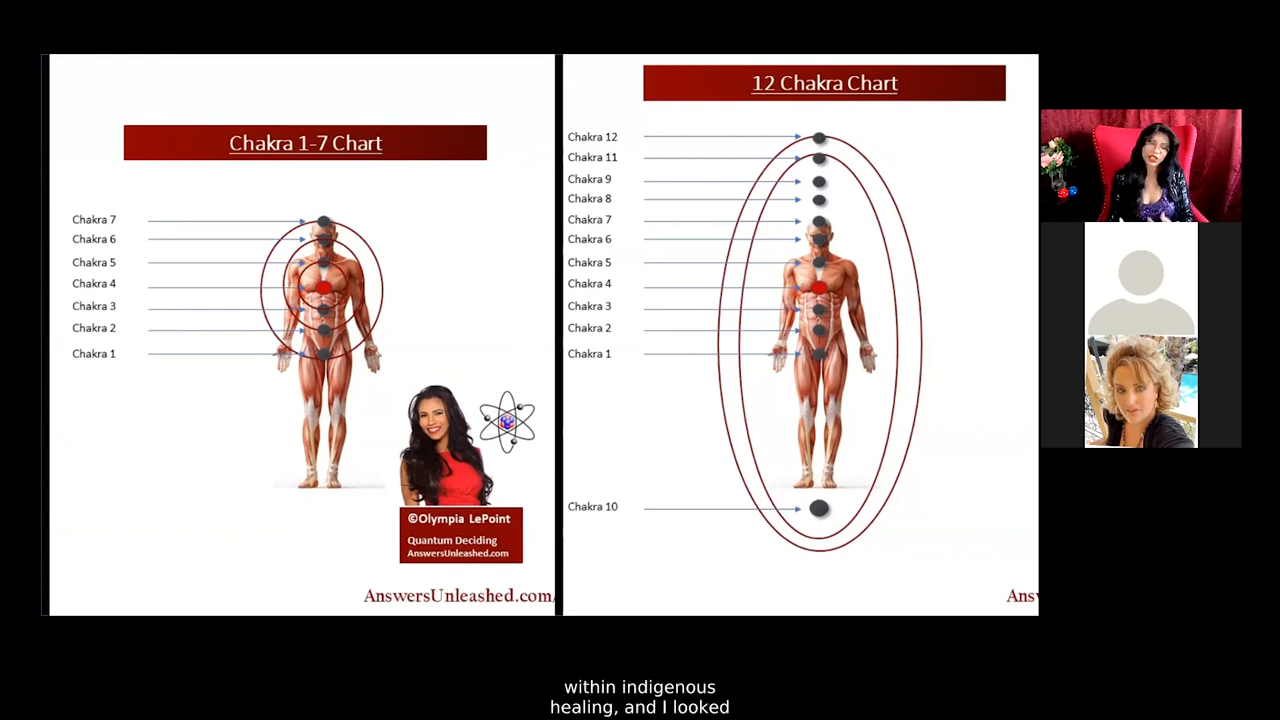 Chakra 1-7 Chart
Chakra 7
Chakra 6
Chakra 5
Chakra 4
Chakra 3
Chakra 2
Chakra 1
©Olympia LePoint
Quantum Deciding
AnswersUnleashed.com
AnswersUnleashed.com/
12 Chakra Chart
Chakra 12
Chakra 11
Chakra 9
Chakra 8
Chakra 7
Chakra 6
Chakra 5
Chakra 4
Chakra 3
Chakra 2
Chakra 1
Chakra 10
Ans
within indigenous
healing, and I looked